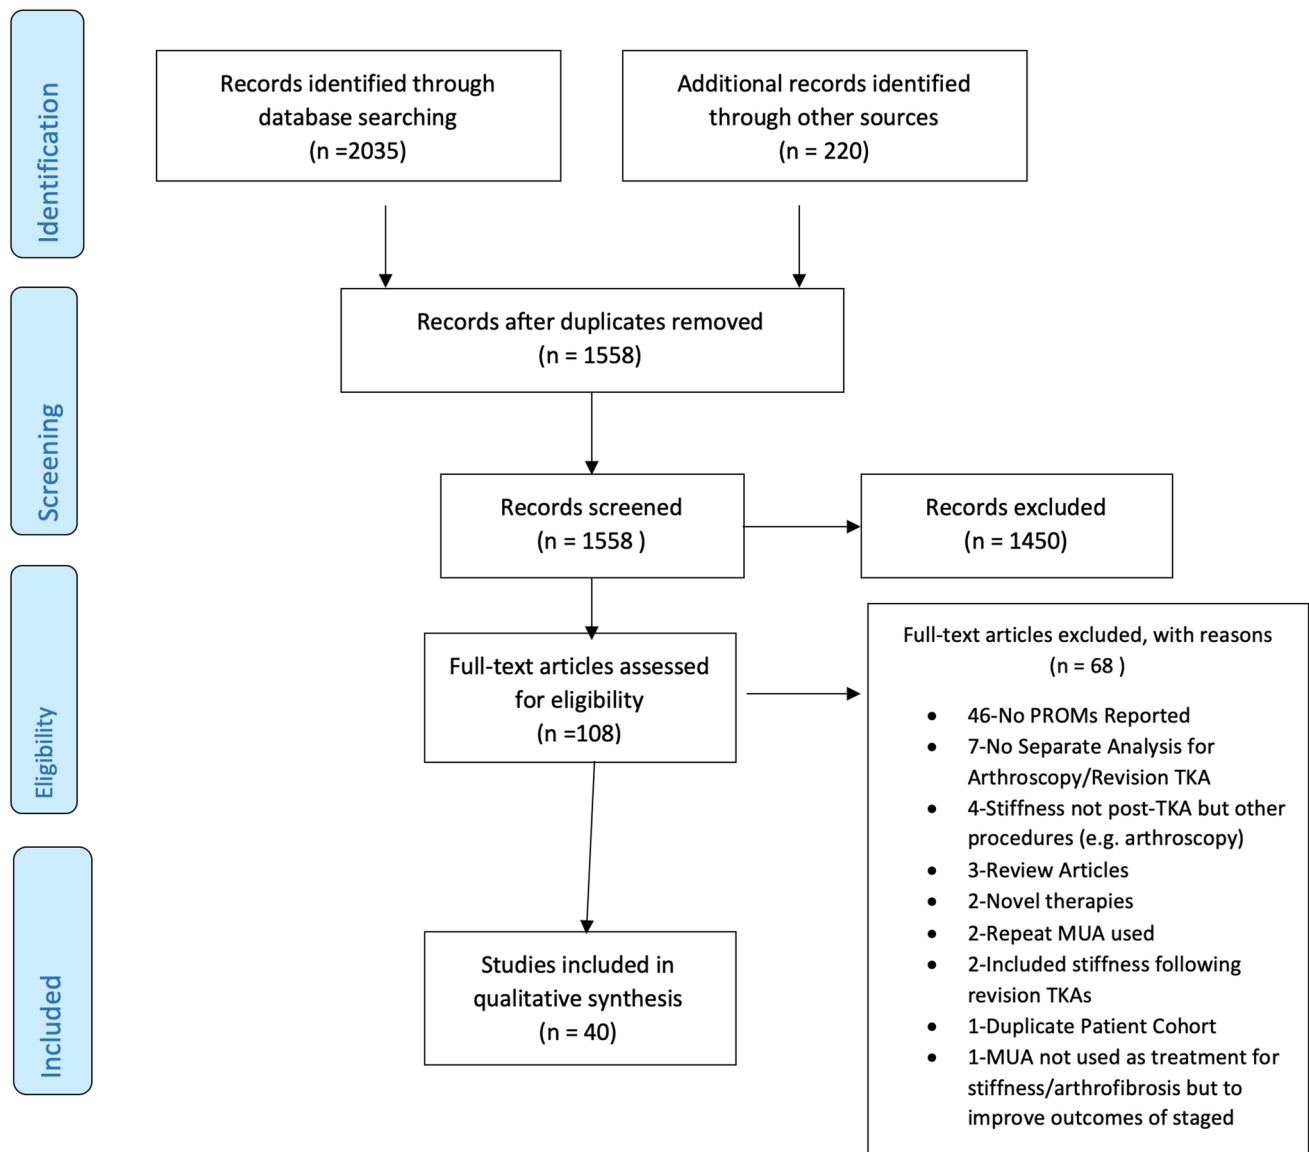 Identification
Records identified through
database searching
(n =2035)
Additional records identified
through other sources
(n = 220)
Screening
Records after duplicates removed
(n = 1558)
Records screened
(n = 1558 )
Records excluded
(n = 1450)
Eligibility
Full-text articles assessed
for eligibility
(n =108)
Full-text articles excluded, with reasons
(n = 68 )
• 46-No PROMs Reported
• 7-No Separate Analysis for
Arthroscopy/Revision TKA
• 4-Stiffness not post-TKA but other
procedures (e.g. arthroscopy)
• 3-Review Articles
• 2-Novel therapies
• 2-Repeat MUA used
• 2-Included stiffness following
revision TKAs
• 1-Duplicate Patient Cohort
• 1-MUA not used as treatment for
stiffness/arthrofibrosis but to
improve outcomes of staged
Included
Studies included in
qualitative synthesis
(n = 40)